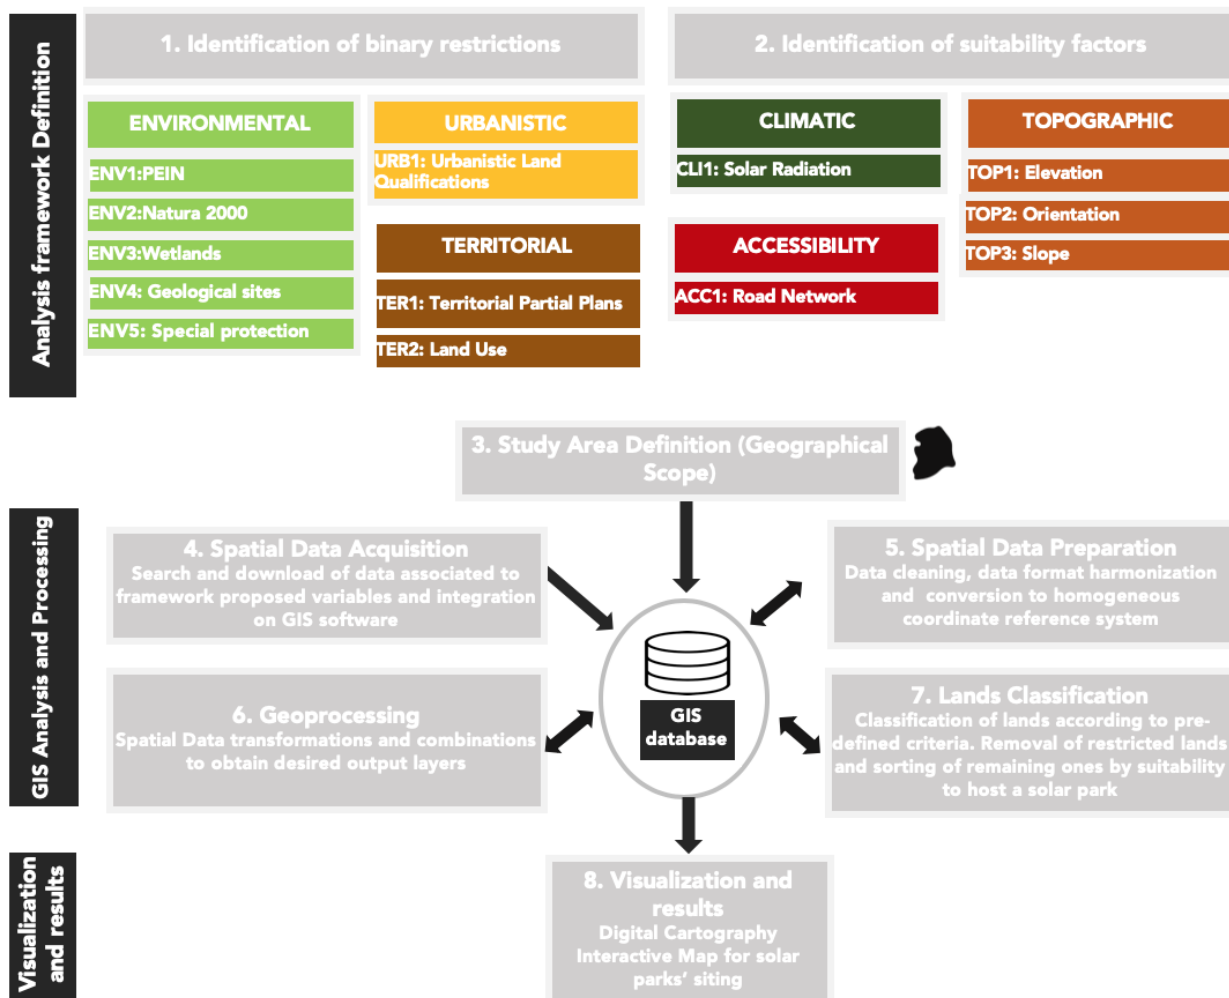 Analysis framework Definition
1. Identification of binary restrictions
ENVIRONMENTAL
ENV1:PEIN
ENV2:Natura 2000
ENV3:Wetlands
ENV4: Geological sites
ENV5: Special protection
URBANISTIC
URB1: Urbanistic Land
Qualifications
TERRITORIAL
TER1: Territorial Partial Plans
TER2: Land Use
2. Identification of suitability factors
CLIMATIC
CLI1: Solar Radiation
ACCESSIBILITY
ACC1: Road Network
TOPOGRAPHIC
TOP1: Elevation
TOP2: Orientation
TOP3: Slope
3. Study Area Definition (Geographical
Scope)
GIS Analysis and Processing
4. Spatial Data Acquisition
Search and download of data associated to
framework proposed variables and integration
on GIS software
5. Spatial Data Preparation
Data cleaning, data format harmonization
and conversion to homogeneous
coordinate reference system
6. Geoprocessing
Spatial Data transformations and combinations
to obtain desired output layers
GIS
database
7. Lands Classification
Classification of lands according to pre-
defined criteria. Removal of restricted lands
and sorting of remaining ones by suitability
to host a solar park
Visualization
and results
8. Visualization and
results
Digital Cartography
Interactive Map for solar
parks’ siting